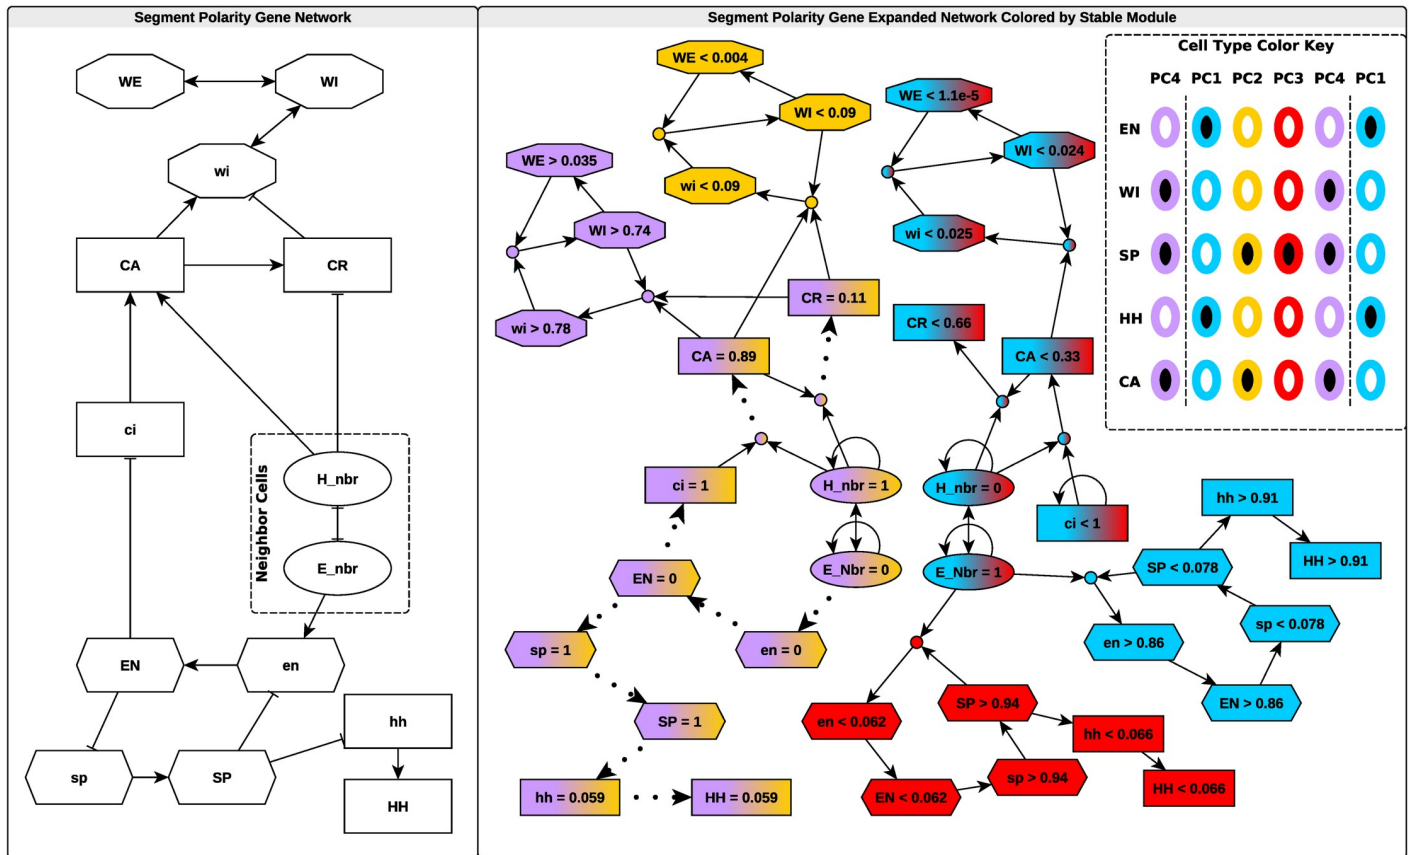 Segment Polarity Gene Network
WE
WI
wi
CA
CR
ci
Neighbor Cells
H_nbr
E_nbr
EN
en
sp
SP
hh
HH
Segment Polarity Gene Expanded Network Colored by Stable Module
WE < 0.004
WI < 0.09
wi < 0.09
WE > 0.035
WI > 0.74
wi > 0.78
CR = 0.11
CA = 0.89
ci = 1
H_nbr = 1
E_Nbr = 0
EN = 0
en = 0
sp = 1
SP = 1
hh = 0.059
HH = 0.059
WE < 1.1e-5
WI < 0.024
wi < 0.025
CR < 0.66
CA < 0.33
H_nbr = 0
ci < 1
E_Nbr = 1
hh > 0.91
HH > 0.91
SP < 0.078
sp < 0.078
en > 0.86
EN > 0.86
en < 0.062
SP > 0.94
hh < 0.066
HH < 0.066
sp > 0.94
EN < 0.062
Cell Type Color Key
PC4 PC1 PC2 PC3 PC4 PC1
EN
WI
SP
HH
CA